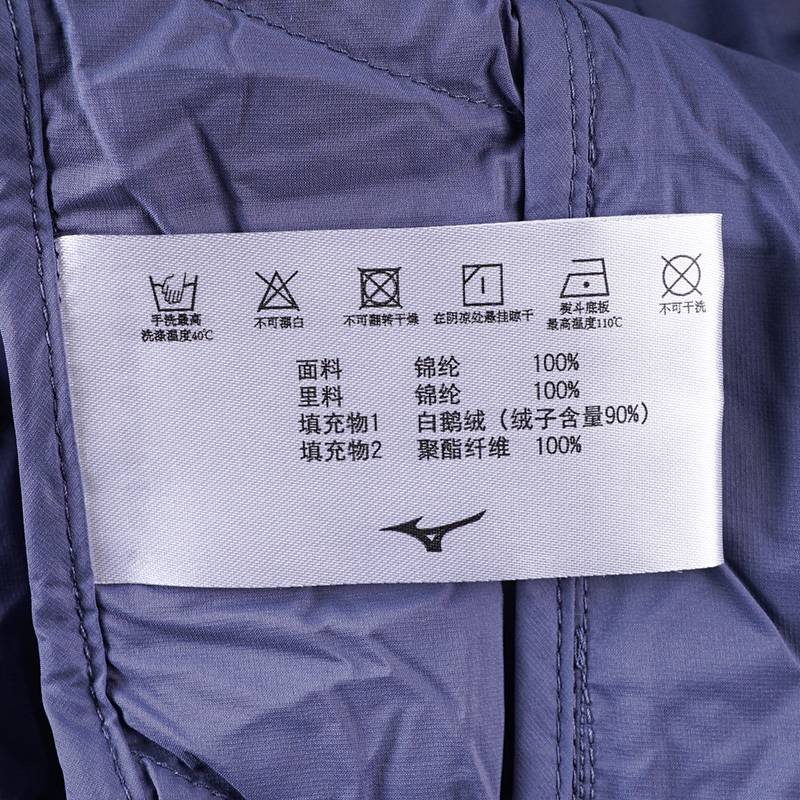 手洗最高
洗涤温度40℃
不可漂白
不可翻转干燥
在阴凉处悬挂晾干
熨斗底板
最高温度110℃
不可干洗
面料 锦纶 100%
里料 锦纶 100%
填充物1 白鹅绒（绒子含量90%）
填充物2 聚酯纤维 100%